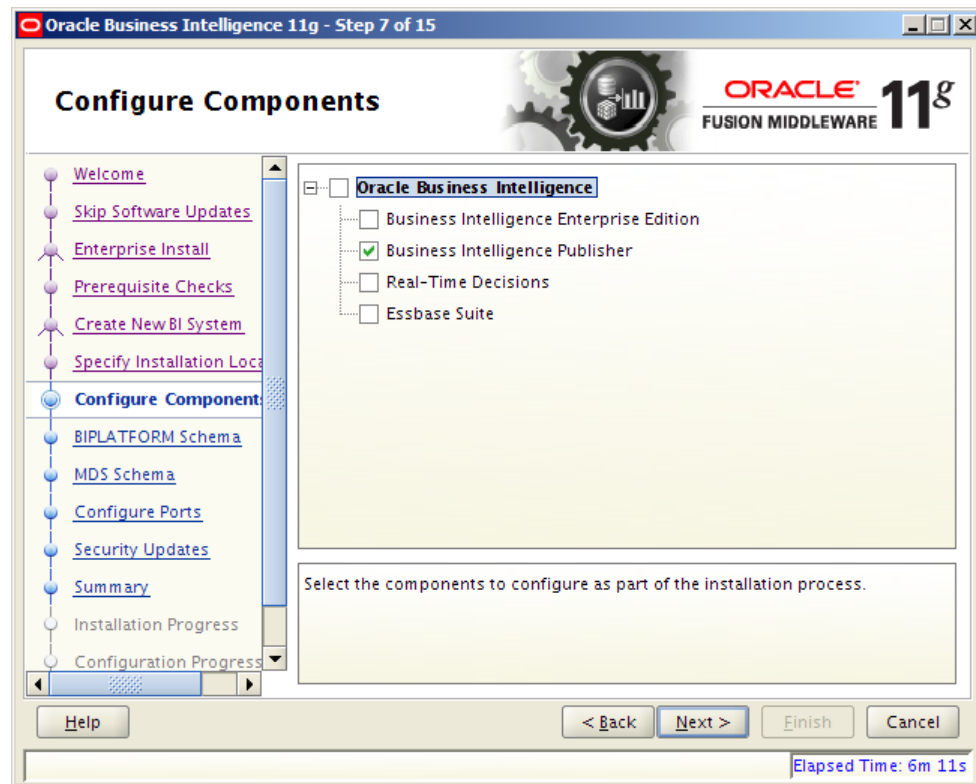 Oracle Business Intelligence 11g - Step 7 of 15
Configure Components
ORACLE
FUSION MIDDLEWARE
11g
Welcome
Skip Software Updates
Enterprise Install
Prerequisite Checks
Create New BI System
Specify Installation Loca
Configure Component
BIPLATFORM Schema
MDS Schema
Configure Ports
Security Updates
Summary
Installation Progress
Configuration Progress
Oracle Business Intelligence
Business Intelligence Enterprise Edition
Business Intelligence Publisher
Real-Time Decisions
Essbase Suite
Select the components to configure as part of the installation process.
Help
< Back
Next >
Finish
Cancel
Elapsed Time: 6m 11s